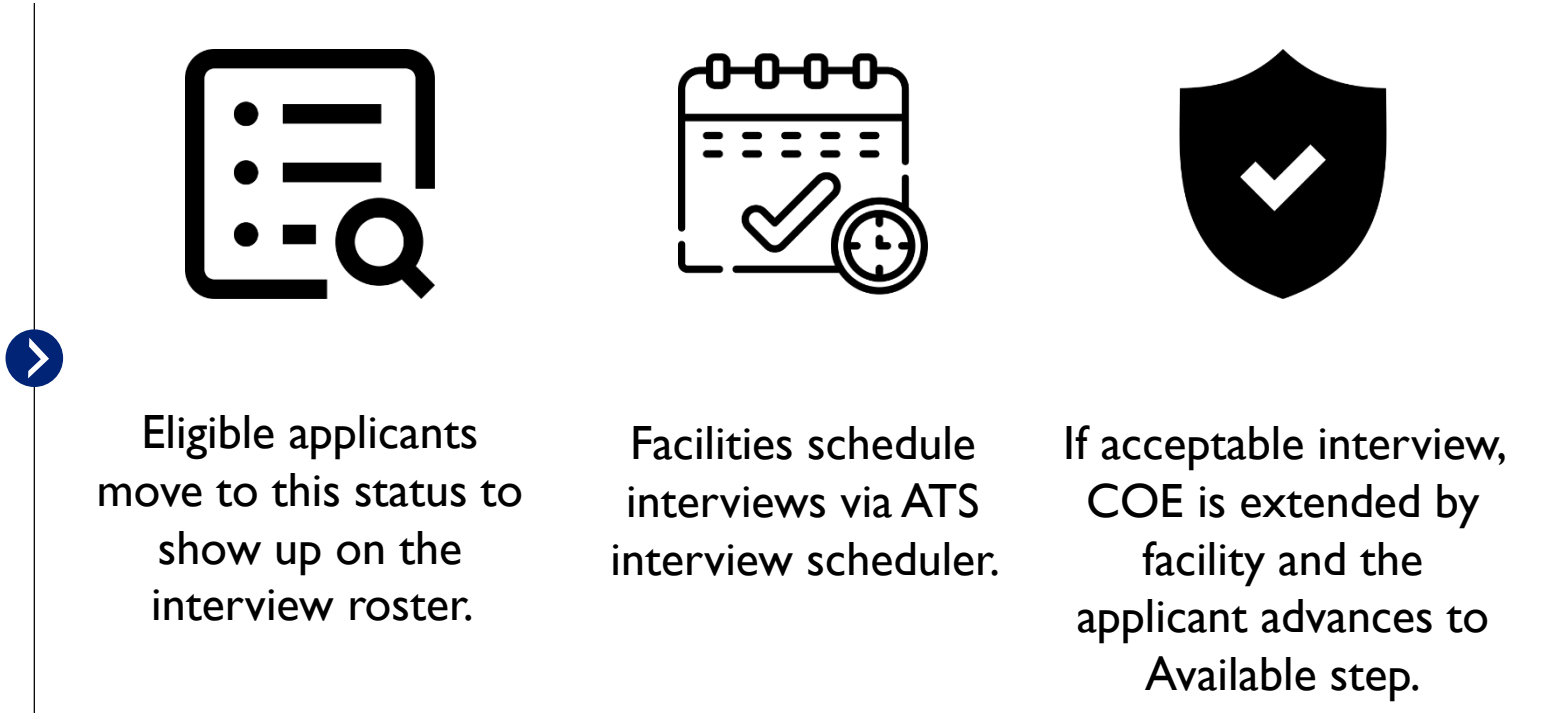 Eligible applicants
move to this status to
show up on the
interview roster.
Facilities schedule
interviews via ATS
interview scheduler.
If acceptable interview,
COE is extended by
facility and the
applicant advances to
Available step.